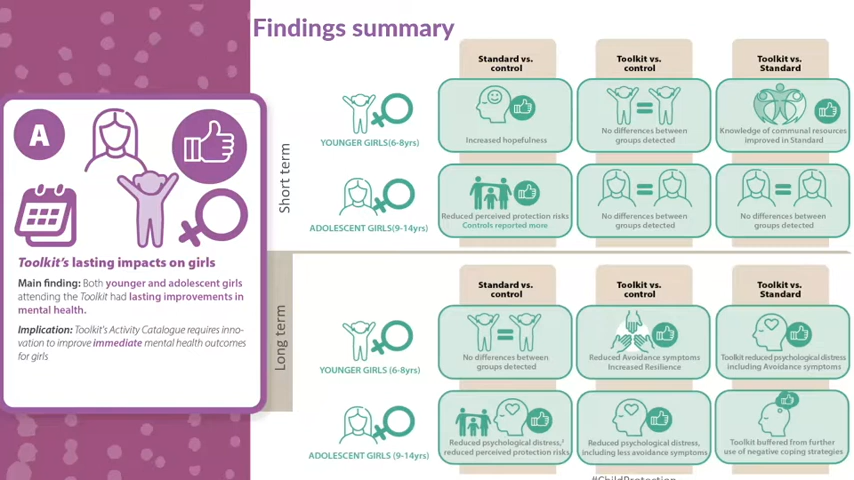 Findings summary
A
Toolkit's lasting impacts on girls
Main finding: Both younger and adolescent girls
attending the Toolkit had lasting improvements in
mental health.
Implication: Toolkit's Activity Catalogue requires inno-
vation to improve immediate mental health outcomes
for girls
Short term
Standard vs.
control
Toolkit vs.
control
Toolkit vs.
Standard
YOUNGER GIRLS(6-8yrs)
Increased hopefulness
No differences between
groups detected
Knowledge of communal resources
improved in Standard
ADOLESCENT GIRLS(9-14yrs)
Reduced perceived protection risks
Controls reported more
No differences between
groups detected
No differences between
groups detected
Long term
Standard vs.
control
Toolkit vs.
control
Toolkit vs.
Standard
YOUNGER GIRLS (6-8yrs)
No differences between
groups detected
Reduced Avoidance symptoms
Increased Resilience
Toolkit reduced psychological distress
including Avoidance symptoms
ADOLESCENT GIRLS (9-14yrs)
Reduced psychological distress,²
reduced perceived protection risks
Reduced psychological distress,
including less avoidance symptoms
Toolkit buffered from further
use of negative coping strategies
#ChildProtection